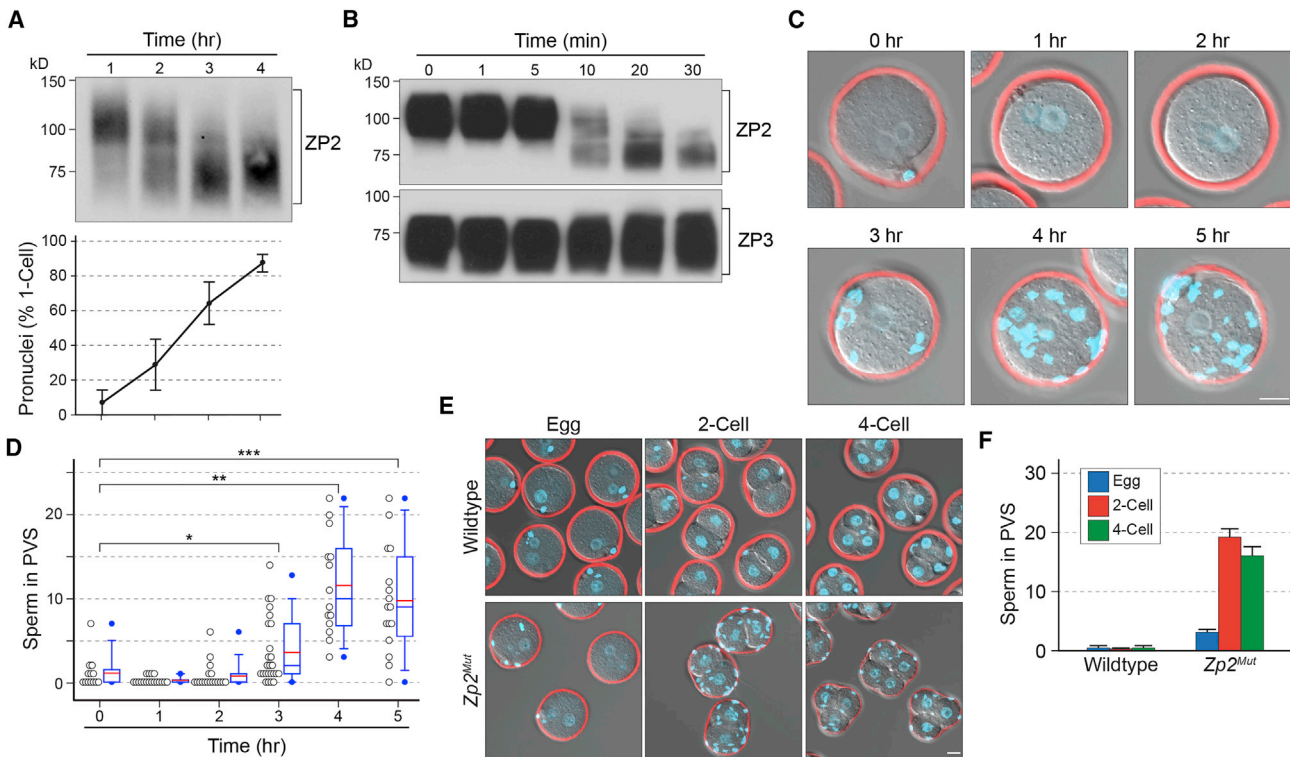 A
Time (hr)
kD
1 2 3 4
150
100
75
ZP2
Pronuclei (% 1-Cell)
100
80
60
40
20
0
B
Time (min)
kD
0 1 5 10 20 30
150
100
75
ZP2
100
75
ZP3
C
0 hr 1 hr 2 hr
3 hr 4 hr 5 hr
D
Sperm in PVS
20
10
0
***
**
*
0 1 2 3 4 5
Time (hr)
E
Egg 2-Cell 4-Cell
Wildtype
Zp2Mut
F
Sperm in PVS
30
20
10
0
Egg
2-Cell
4-Cell
Wildtype Zp2Mut